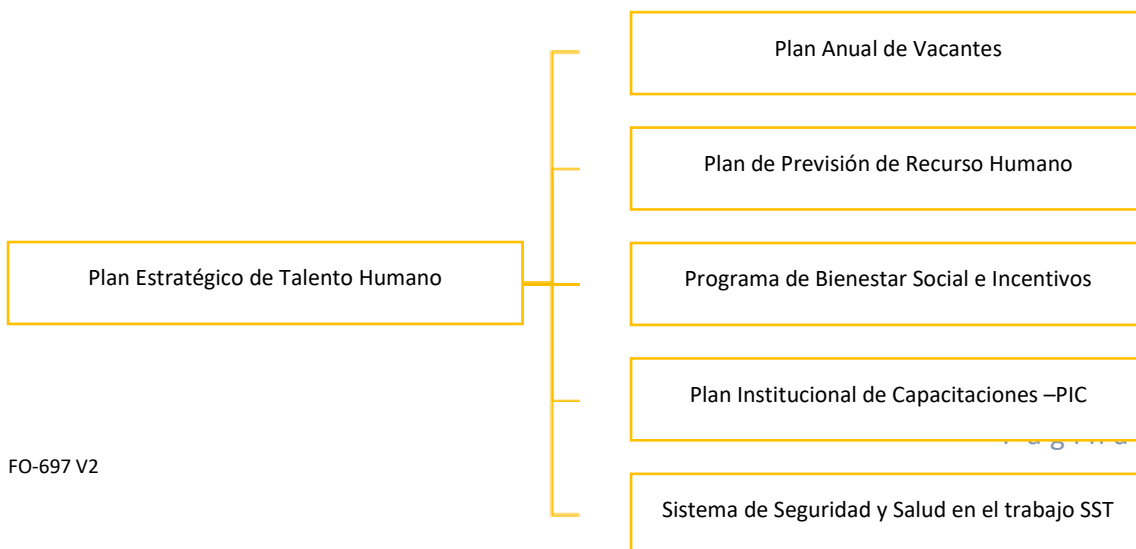 Plan Anual de Vacantes
Plan de Previsión de Recurso Humano
Plan Estratégico de Talento Humano
Programa de Bienestar Social e Incentivos
Plan Institucional de Capacitaciones –PIC
FO-697 V2
Sistema de Seguridad y Salud en el trabajo SST